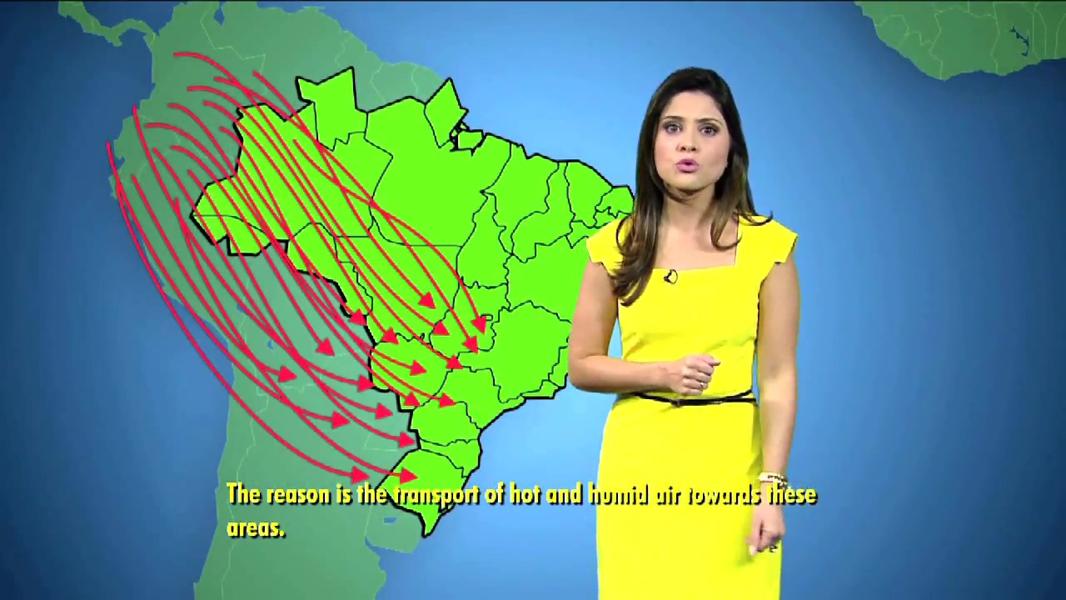 The reason is the transport of hot and humid air towards these
areas.